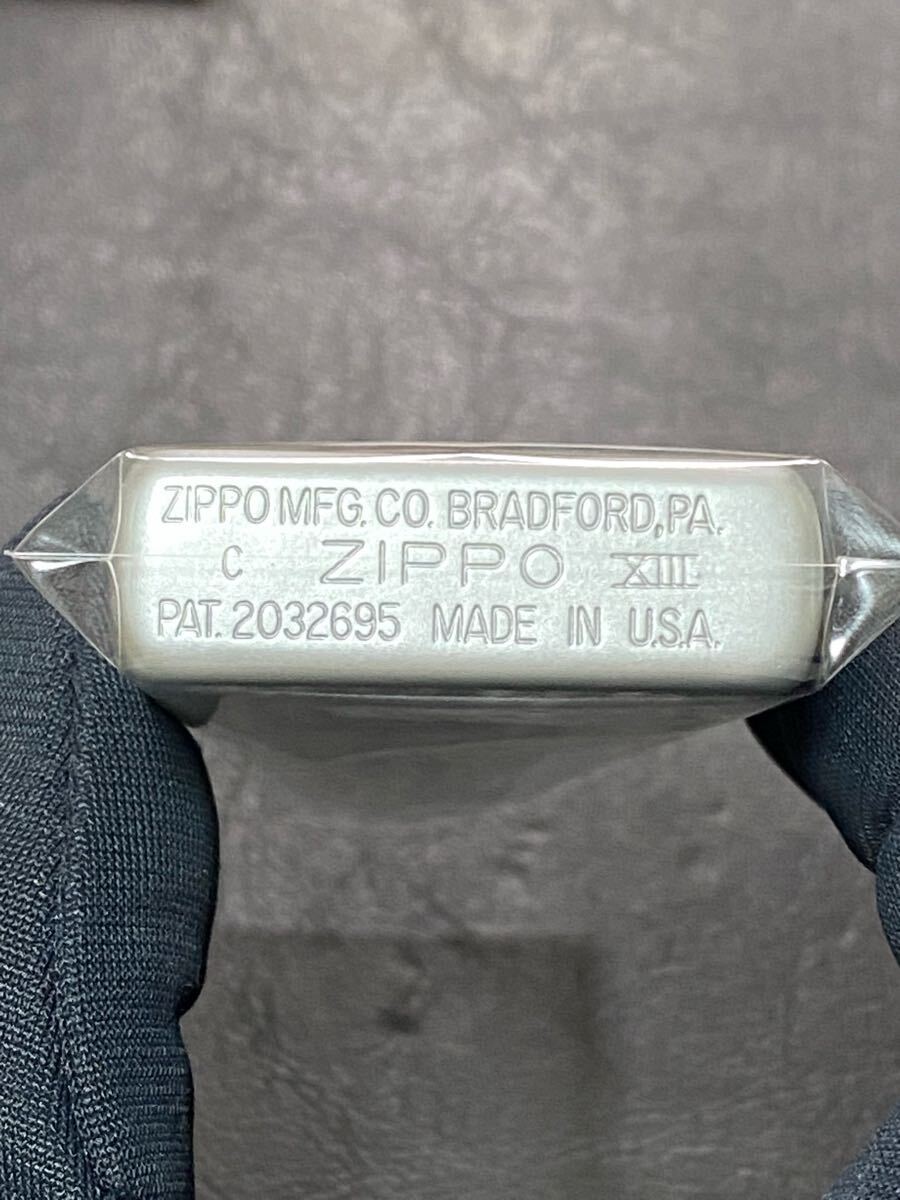 ZIPPO MFG. CO. BRADFORD, PA.
C ZIPPO XIII
PAT. 2032695 MADE IN U.S.A.